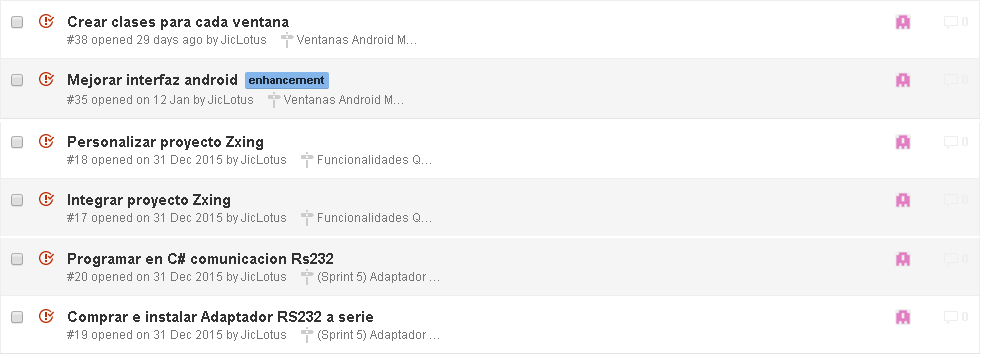 Crear clases para cada ventana
0
#38 opened 29 days ago by JicLotus Ventanas Android M...
Mejorar interfaz android enhancement
0
#35 opened on 12 Jan by JicLotus Ventanas Android M...
Personalizar proyecto Zxing
0
#18 opened on 31 Dec 2015 by JicLotus Funcionalidades Q...
Integrar proyecto Zxing
0
#17 opened on 31 Dec 2015 by JicLotus Funcionalidades Q...
Programar en C# comunicacion Rs232
0
#20 opened on 31 Dec 2015 by JicLotus (Sprint 5) Adaptador ...
Comprar e instalar Adaptador RS232 a serie
0
#19 opened on 31 Dec 2015 by JicLotus (Sprint 5) Adaptador ...